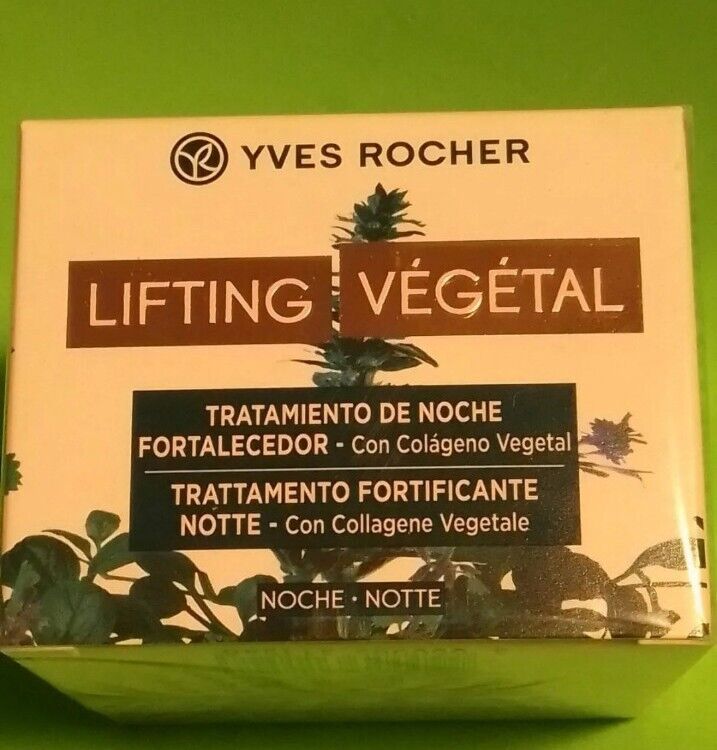 YVES ROCHER
LIFTING VÉGÉTAL
TRATAMIENTO DE NOCHE
FORTALECEDOR - Con Colágeno Vegetal
TRATTAMENTO FORTIFICANTE
NOTTE - Con Collagene Vegetale
NOCHE · NOTTE